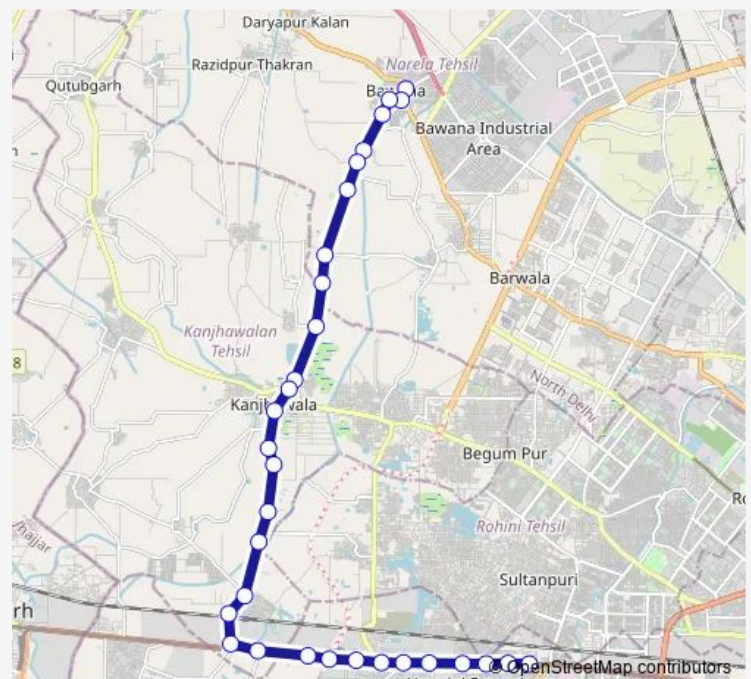 Daryapur Kalan
Razidpur Thakran
Narela Tehsil
Qutubgarh
Bawana Industrial
Area
Barwala
Kanjhawalan
Tehsil
8
North Delhi
Begum Pur
Rohini Tehsil
Sultanpuri
© OpenStreetMap contributors